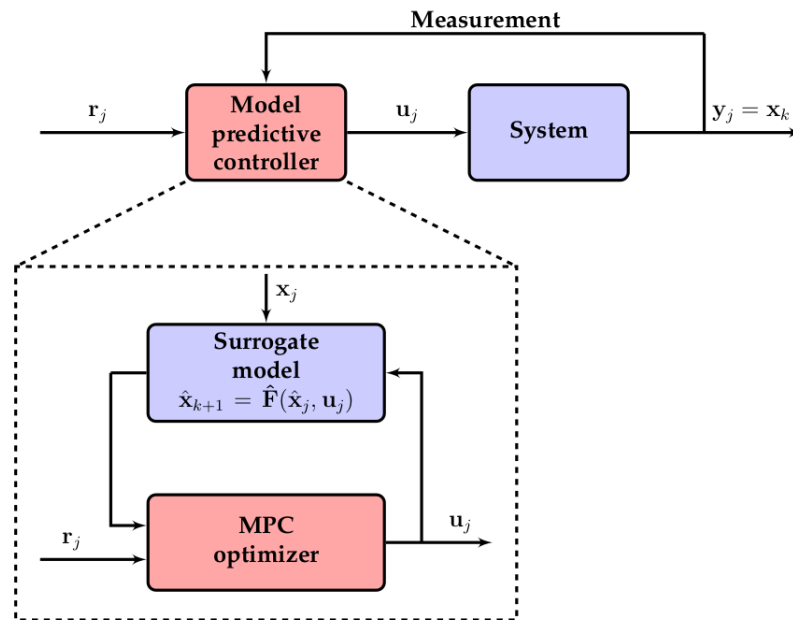 Measurement
r_j
Model
predictive
controller
u_j
System
y_j = x_k
x_j
Surrogate
model
x̂_{k+1} = F̂(x̂_j, u_j)
r_j
MPC
optimizer
u_j